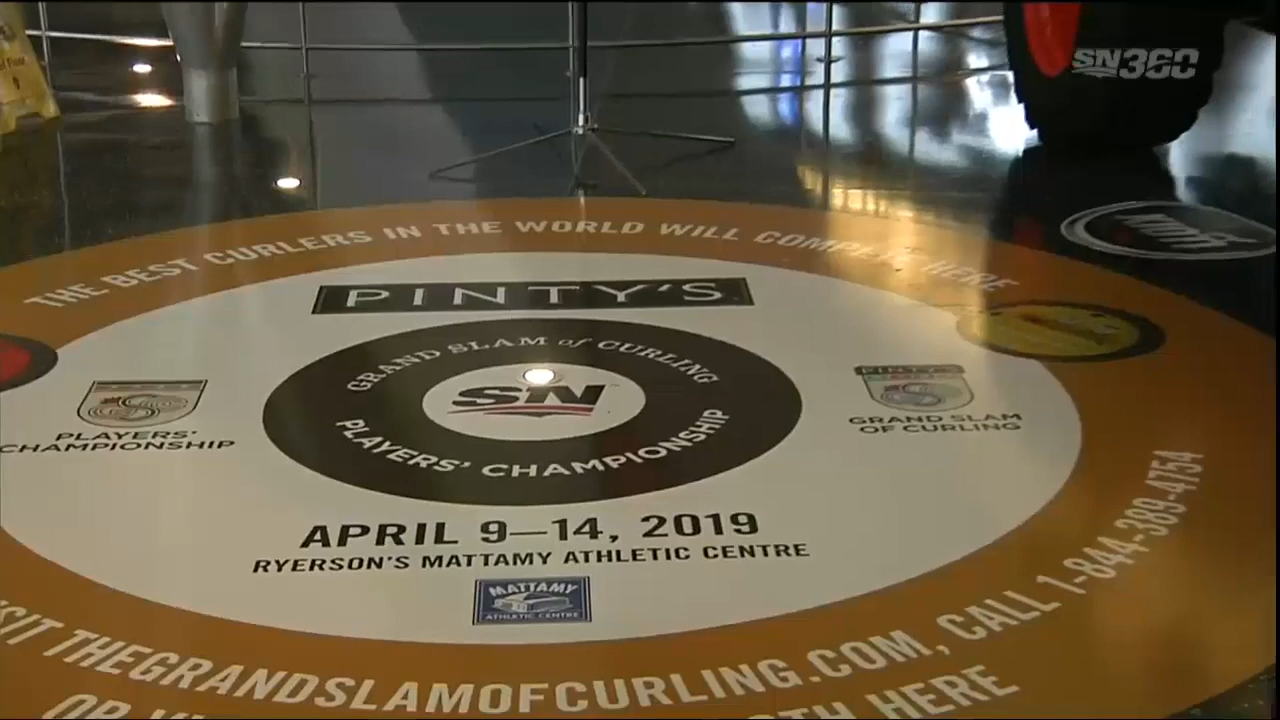 SN360
THE BEST CURLERS IN THE WORLD WILL COMPETE HERE
PINTY'S
GRAND SLAM of CURLING
SN
PLAYERS' CHAMPIONSHIP
PLAYERS'
CHAMPIONSHIP
PINTY'S
GRAND SLAM
OF CURLING
APRIL 9–14, 2019
RYERSON'S MATTAMY ATHLETIC CENTRE
MATTAMY
ATHLETIC CENTRE
THEGRANDSLAMOFCURLING.COM, CALL 1-844-389-4754
OR
HERE